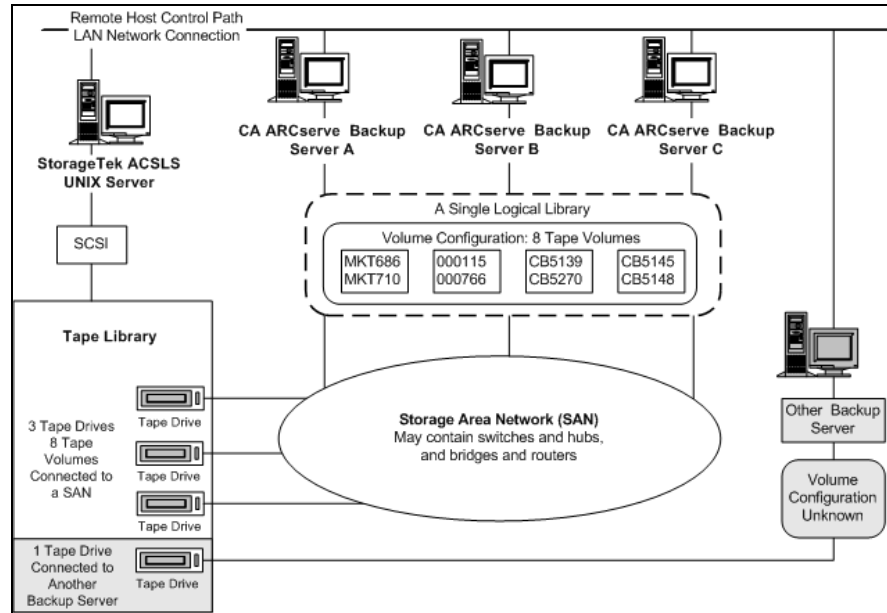 Remote Host Control Path
LAN Network Connection
StorageTek ACSLS
UNIX Server
CA ARCserve Backup
Server A
CA ARCserve Backup
Server B
CA ARCserve Backup
Server C
SCSI
A Single Logical Library
Volume Configuration: 8 Tape Volumes
MKT686
MKT710
000115
000766
CB5139
CB5270
CB5145
CB5148
Tape Library
3 Tape Drives
8 Tape
Volumes
Connected to
a SAN
Tape Drive
Tape Drive
Tape Drive
1 Tape Drive
Connected to
Another
Backup Server
Tape Drive
Storage Area Network (SAN)
May contain switches and hubs,
and bridges and routers
Other Backup
Server
Volume
Configuration
Unknown